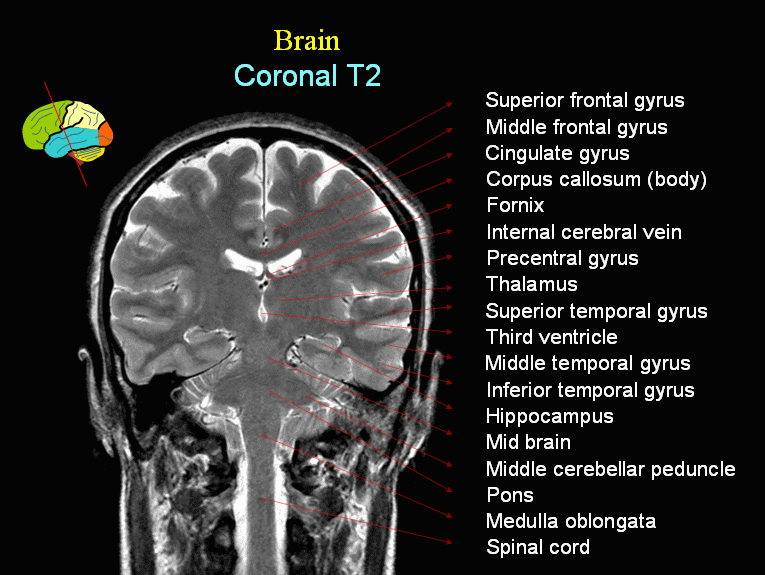 Brain
Coronal T2
Superior frontal gyrus
Middle frontal gyrus
Cingulate gyrus
Corpus callosum (body)
Fornix
Internal cerebral vein
Precentral gyrus
Thalamus
Superior temporal gyrus
Third ventricle
Middle temporal gyrus
Inferior temporal gyrus
Hippocampus
Mid brain
Middle cerebellar peduncle
Pons
Medulla oblongata
Spinal cord